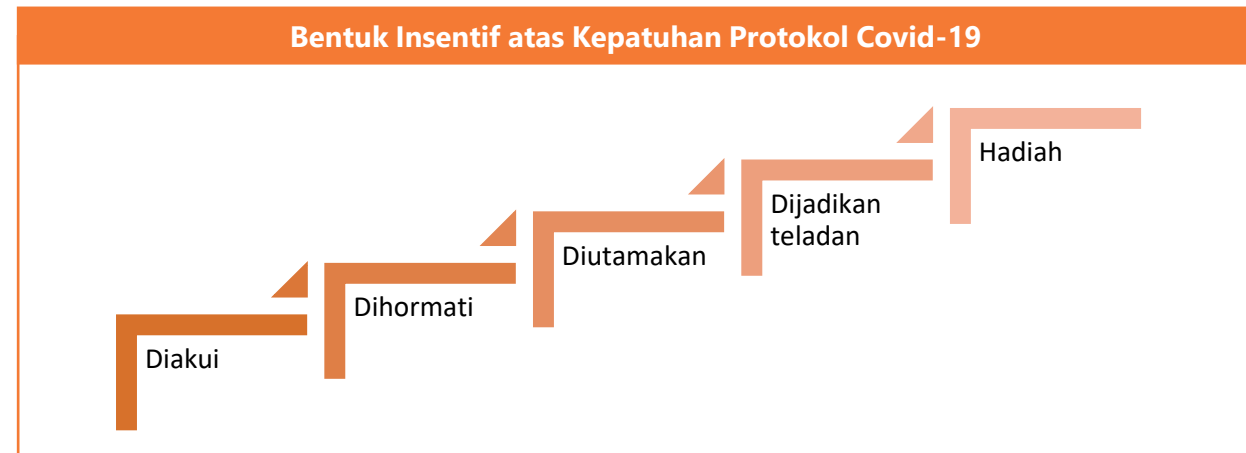 Bentuk Insentif atas Kepatuhan Protokol Covid-19
Diakui
Dihormati
Diutamakan
Dijadikan
teladan
Hadiah